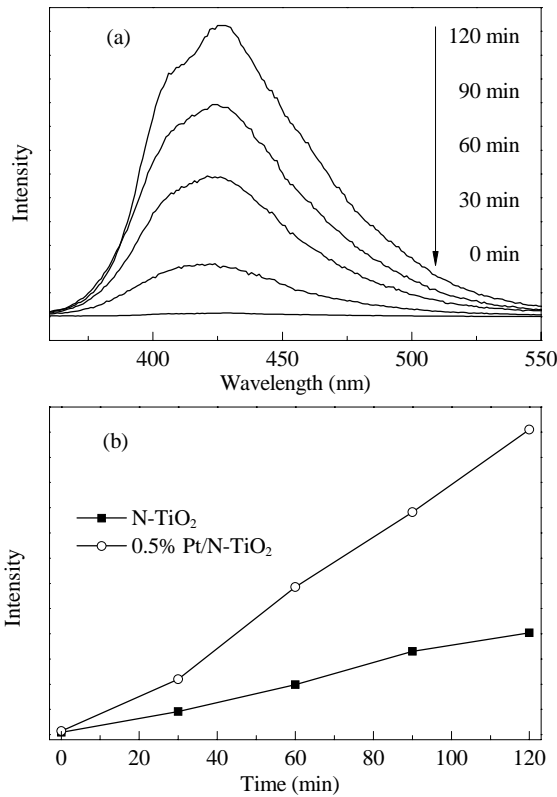 (a)
120 min
90 min
60 min
30 min
0 min
Intensity
400 450 500 550
Wavelength (nm)
(b)
N-TiO₂
0.5% Pt/N-TiO₂
Intensity
0 20 40 60 80 100 120
Time (min)